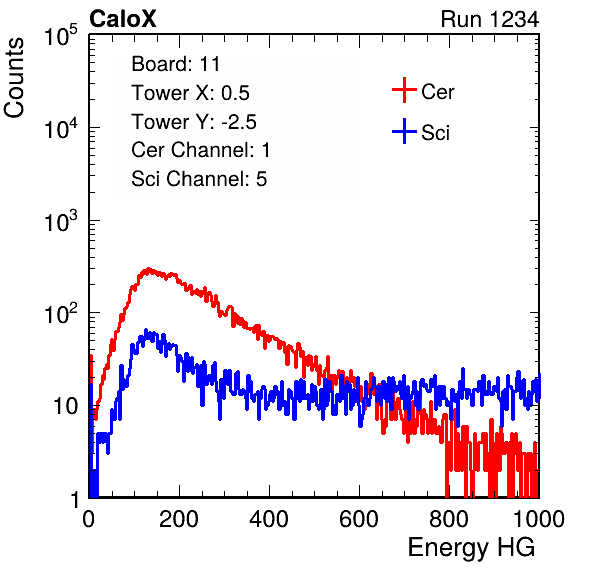 CaloX Run 1234
Counts
Board: 11
Tower X: 0.5
Tower Y: -2.5
Cer Channel: 1
Sci Channel: 5
Cer
Sci
10^5
10^4
10^3
10^2
10
1
0 200 400 600 800 1000
Energy HG